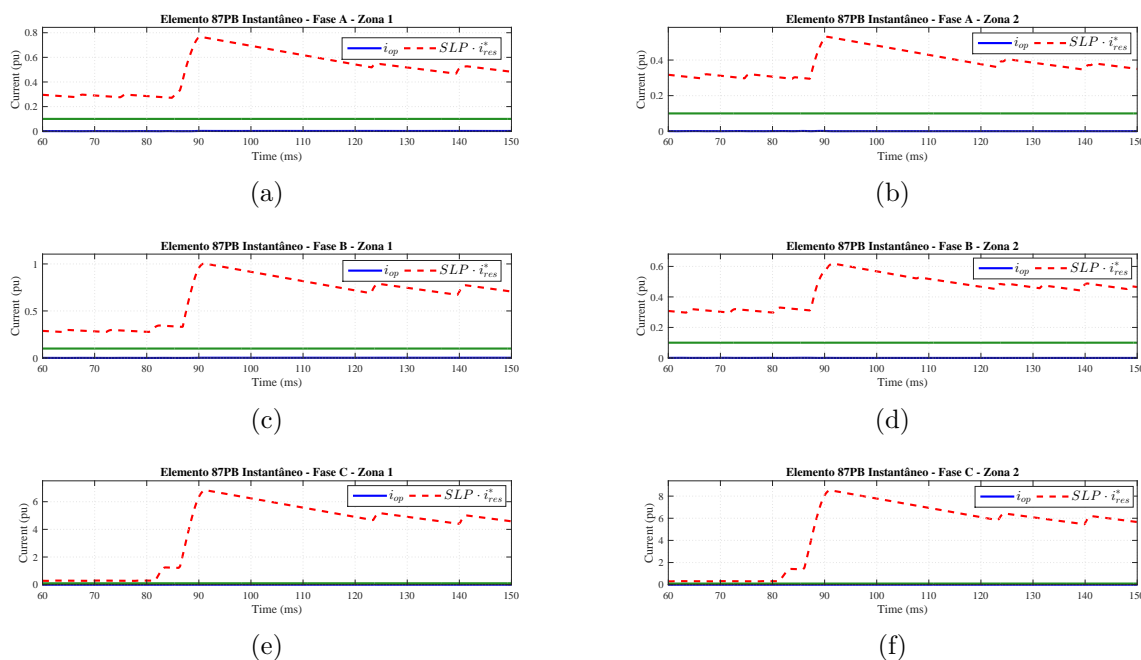 Elemento 87PB Instantâneo - Fase A - Zona 1
Current (pu)
0.8
0.6
0.4
0.2
0
i_op SLP · i*_res
60 70 80 90 100 110 120 130 140 150
Time (ms)
(a)
Elemento 87PB Instantâneo - Fase A - Zona 2
Current (pu)
0.4
0.2
0
i_op SLP · i*_res
60 70 80 90 100 110 120 130 140 150
Time (ms)
(b)
Elemento 87PB Instantâneo - Fase B - Zona 1
Current (pu)
1
0.5
0
i_op SLP · i*_res
60 70 80 90 100 110 120 130 140 150
Time (ms)
(c)
Elemento 87PB Instantâneo - Fase B - Zona 2
Current (pu)
0.6
0.4
0.2
0
i_op SLP · i*_res
60 70 80 90 100 110 120 130 140 150
Time (ms)
(d)
Elemento 87PB Instantâneo - Fase C - Zona 1
Current (pu)
6
4
2
0
i_op SLP · i*_res
60 70 80 90 100 110 120 130 140 150
Time (ms)
(e)
Elemento 87PB Instantâneo - Fase C - Zona 2
Current (pu)
8
6
4
2
0
i_op SLP · i*_res
60 70 80 90 100 110 120 130 140 150
Time (ms)
(f)